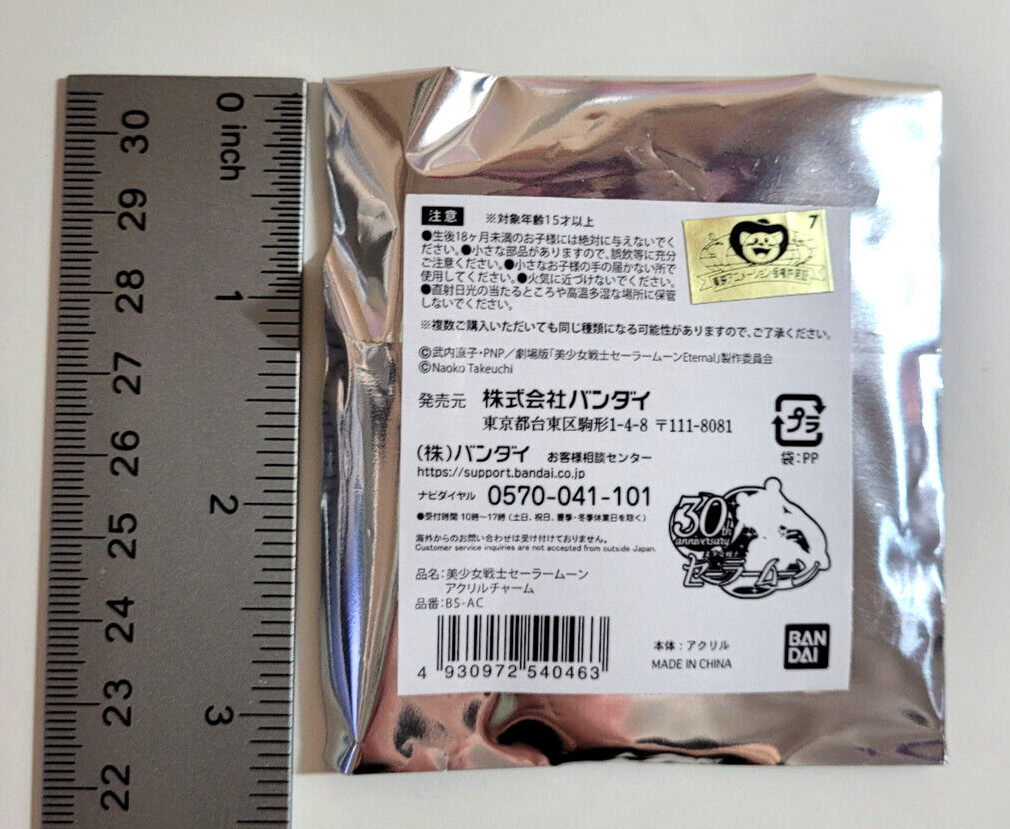 0 inch
1
2
3
30
29
28
27
26
25
24
23
22
注意 ※対象年齢15才以上
●生後18ヶ月未満のお子様には絶対に与えないでく
ださい。●小さな部品がありますので、誤飲等に充分
ご注意ください。●小さなお子様の手の届かない所で
使用してください。●火気に近づけないでください。
●直射日光の当たるところや高温多湿な場所に保管
しないでください。
7
東映アニメーション
※複数ご購入いただいても同じ種類になる可能性がありますので、ご了承ください。
©武内直子・PNP／劇場版「美少女戦士セーラームーンEternal」製作委員会
©Naoko Takeuchi
発売元 株式会社バンダイ
東京都台東区駒形1-4-8 〒111-8081
(株)バンダイ お客様相談センター
https://support.bandai.co.jp
ナビダイヤル 0570-041-101
●受付時間 10時～17時（土日、祝日、夏季・冬季休業日を除く）
海外からのお問い合わせは受け付けておりません。
Customer service inquiries are not accepted from outside Japan.
プラ
袋：PP
30th
anniversary
美少女戦士
セーラームーン
品名：美少女戦士セーラームーン
アクリルチャーム
品番：BS-AC
4 930972 540463
本体：アクリル
MADE IN CHINA
BAN
DAI